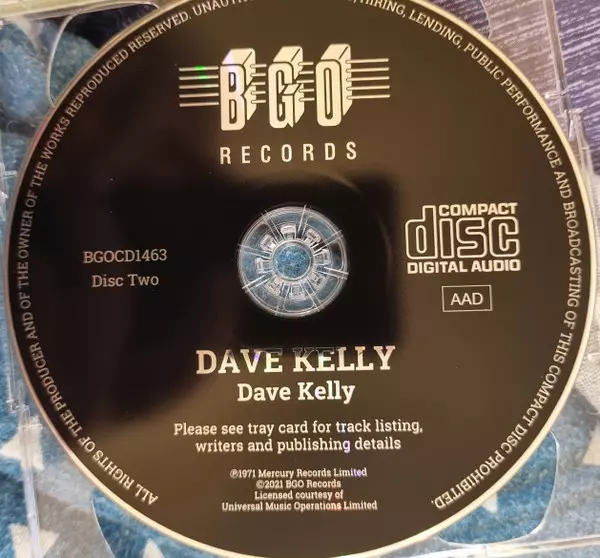 ALL RIGHTS OF THE PRODUCER AND OF THE OWNER OF THE WORKS REPRODUCED RESERVED. HIRING, LENDING, PUBLIC PERFORMANCE AND BROADCASTING OF THIS COMPACT DISC PROHIBITED.
BGO
RECORDS
COMPACT
disc
DIGITAL AUDIO
BGOCD1463
Disc Two
AAD
DAVE KELLY
Dave Kelly
Please see tray card for track listing,
writers and publishing details
℗1971 Mercury Records Limited
©2021 BGO Records
Licensed courtesy of
Universal Music Operations Limited